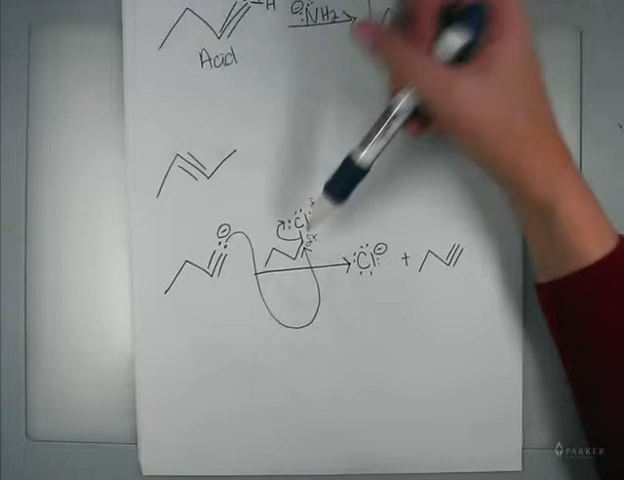 H ⊖:NH2
Acid
:Cl:
δ+
:Cl:⊖ +
PARKER